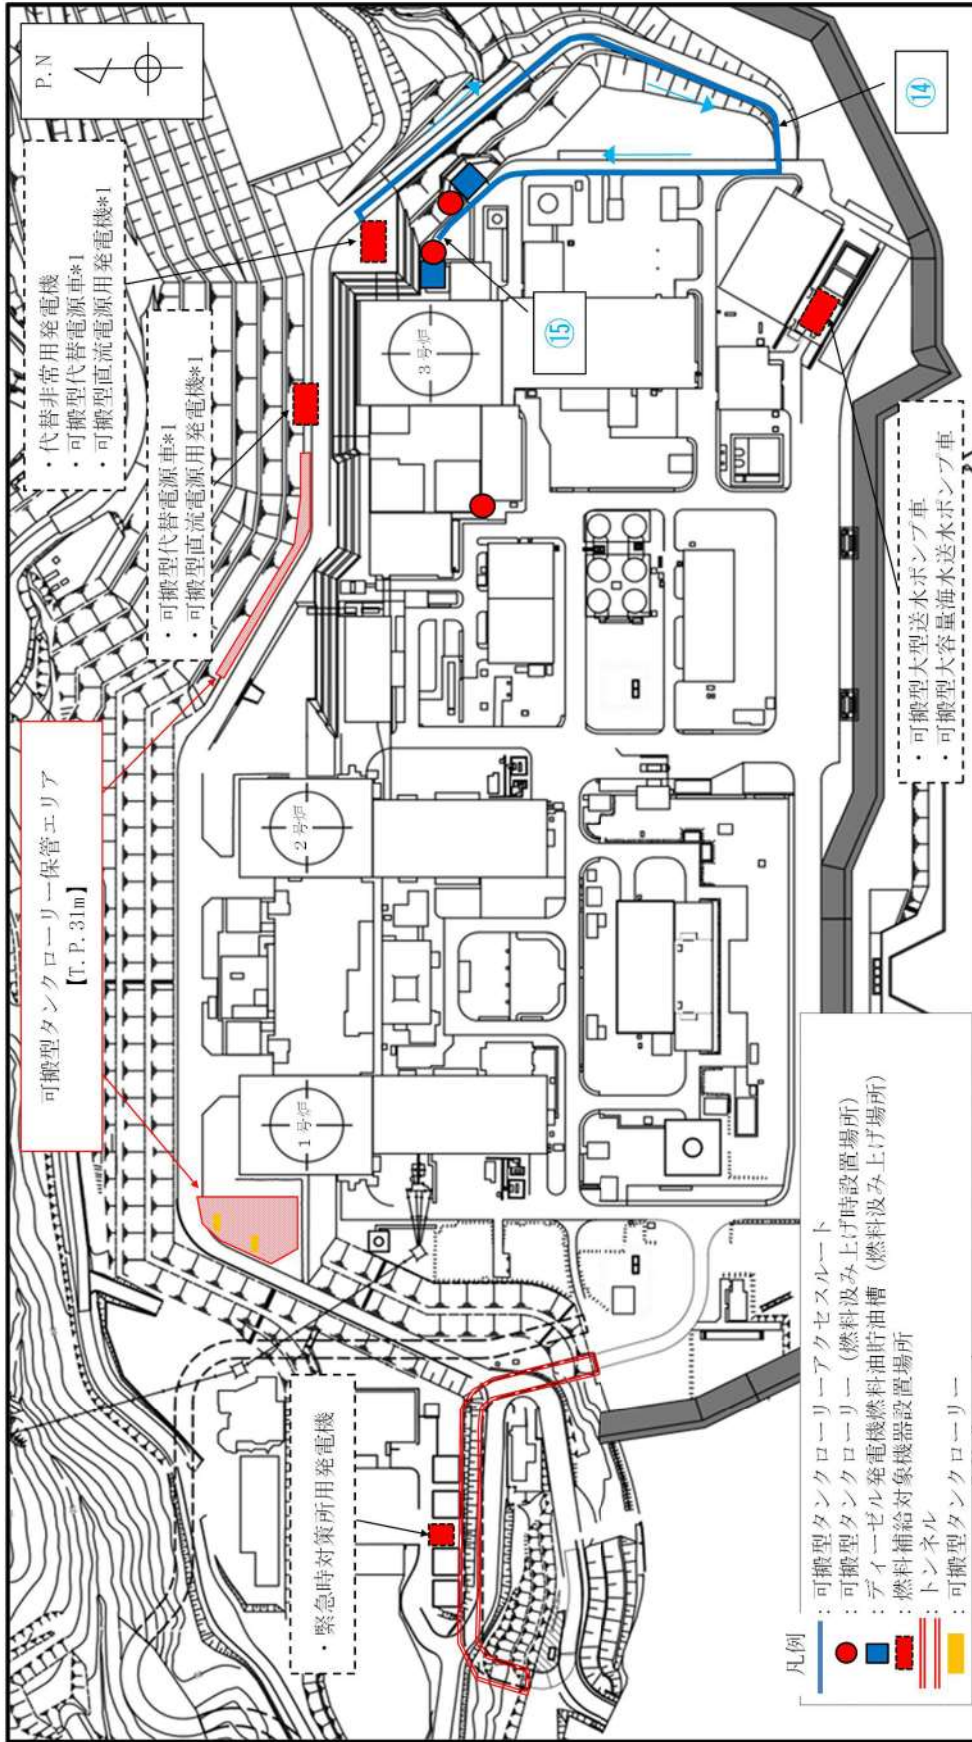 P.N
・代替非常用発電機
・可搬型代替電源車*1
・可搬型直流電源用発電機*1
・可搬型代替電源車*1
・可搬型直流電源用発電機*1
可搬型タンクローリー保管エリア
【T.P.31m】
・緊急時対策所用発電機
1号炉
2号炉
3号炉
⑮
⑭
・可搬型大型送水ポンプ車
・可搬型大容量海水送水ポンプ車
凡例
：可搬型タンクローリーアクセスルート
：可搬型タンクローリー（燃料汲み上げ時設置場所）
：ディーゼル発電機燃料油貯油槽（燃料汲み上げ場所）
：燃料補給対象機器設置場所
：トンネル
：可搬型タンクローリー